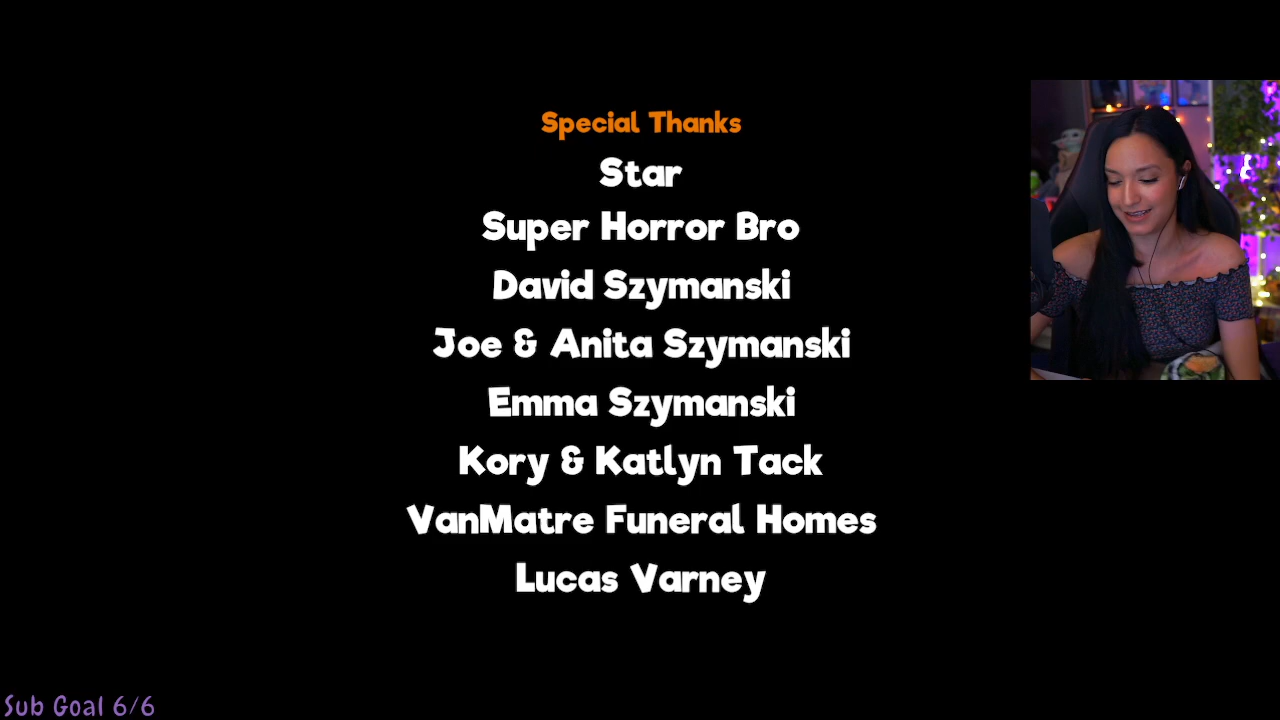 Special Thanks
Star
Super Horror Bro
David Szymanski
Joe & Anita Szymanski
Emma Szymanski
Kory & Katlyn Tack
VanMatre Funeral Homes
Lucas Varney
Sub Goal 6/6